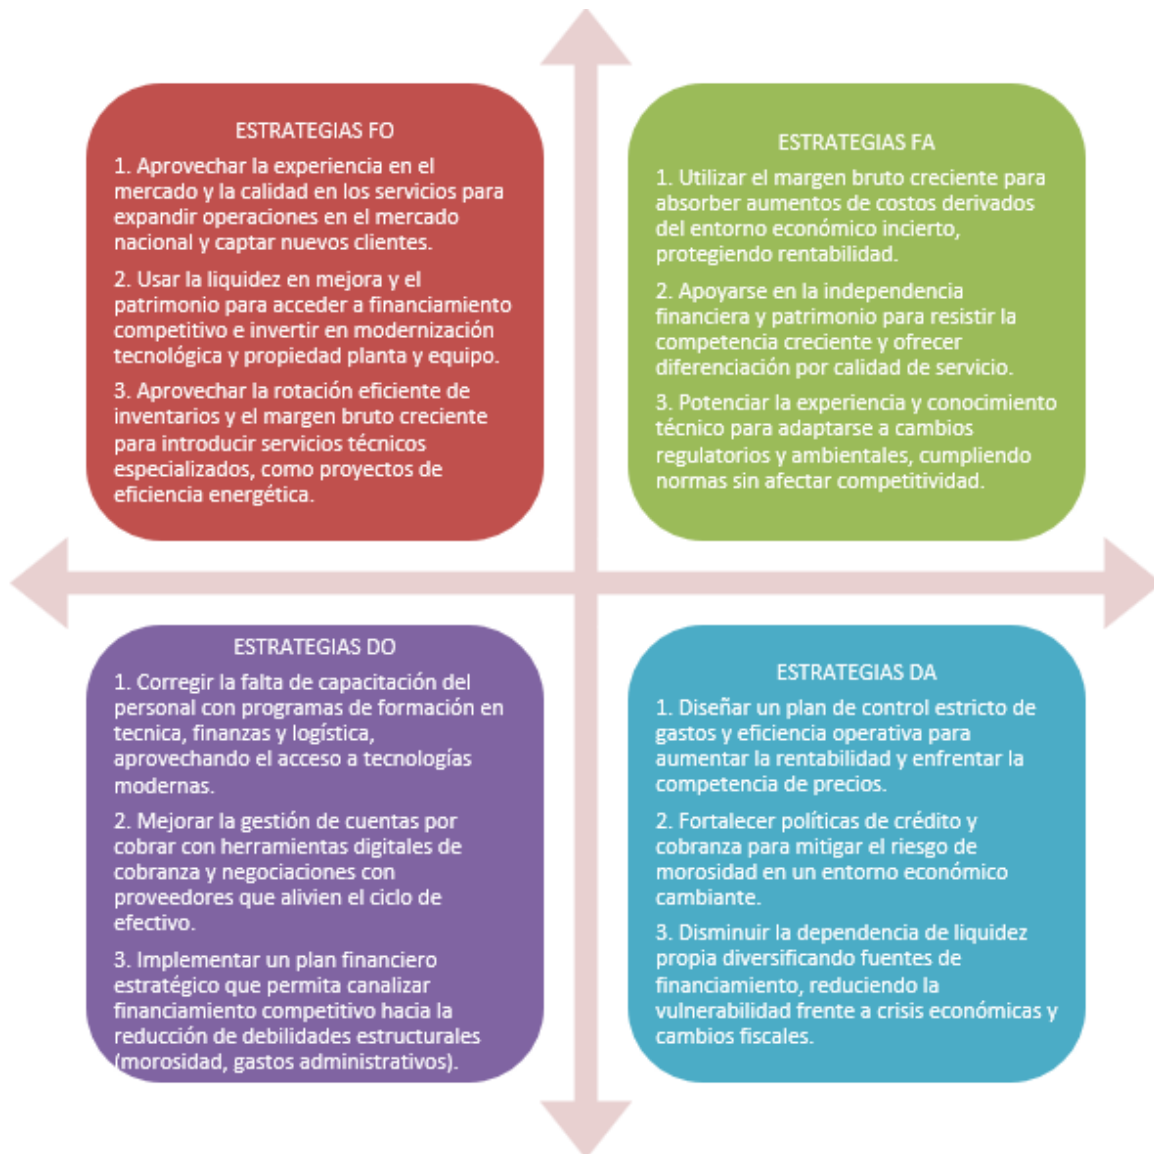 ESTRATEGIAS FO
1. Aprovechar la experiencia en el
mercado y la calidad en los servicios para
expandir operaciones en el mercado
nacional y captar nuevos clientes.
2. Usar la liquidez en mejora y el
patrimonio para acceder a financiamiento
competitivo e invertir en modernización
tecnológica y propiedad planta y equipo.
3. Aprovechar la rotación eficiente de
inventarios y el margen bruto creciente
para introducir servicios técnicos
especializados, como proyectos de
eficiencia energética.
ESTRATEGIAS FA
1. Utilizar el margen bruto creciente para
absorber aumentos de costos derivados
del entorno económico incierto,
protegiendo rentabilidad.
2. Apoyarse en la independencia
financiera y patrimonio para resistir la
competencia creciente y ofrecer
diferenciación por calidad de servicio.
3. Potenciar la experiencia y conocimiento
técnico para adaptarse a cambios
regulatorios y ambientales, cumpliendo
normas sin afectar competitividad.
ESTRATEGIAS DO
1. Corregir la falta de capacitación del
personal con programas de formación en
tecnica, finanzas y logística,
aprovechando el acceso a tecnologías
modernas.
2. Mejorar la gestión de cuentas por
cobrar con herramientas digitales de
cobranza y negociaciones con
proveedores que alivien el ciclo de
efectivo.
3. Implementar un plan financiero
estratégico que permita canalizar
financiamiento competitivo hacia la
reducción de debilidades estructurales
(morosidad, gastos administrativos).
ESTRATEGIAS DA
1. Diseñar un plan de control estricto de
gastos y eficiencia operativa para
aumentar la rentabilidad y enfrentar la
competencia de precios.
2. Fortalecer políticas de crédito y
cobranza para mitigar el riesgo de
morosidad en un entorno económico
cambiante.
3. Disminuir la dependencia de liquidez
propia diversificando fuentes de
financiamiento, reduciendo la
vulnerabilidad frente a crisis económicas y
cambios fiscales.